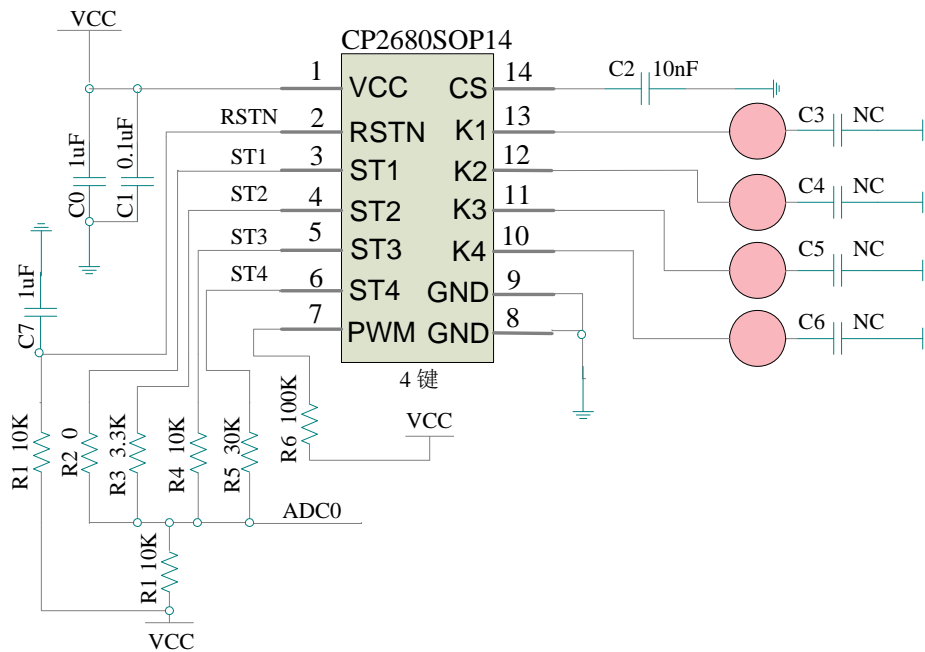 VCC
CP2680SOP14
1 VCC CS 14 C2 10nF
RSTN 2 RSTN K1 13 C3 NC
ST1 3 ST1 K2 12 C4 NC
ST2 4 ST2 K3 11 C5 NC
ST3 5 ST3 K4 10 C6 NC
ST4 6 ST4 GND 9
7 PWM GND 8
C0 1uF
C1 0.1uF
C7 1uF
4 键
R1 10K
R2 0
R3 3.3K
R4 10K
R5 30K
R6 100K
VCC
ADC0
R1 10K
VCC